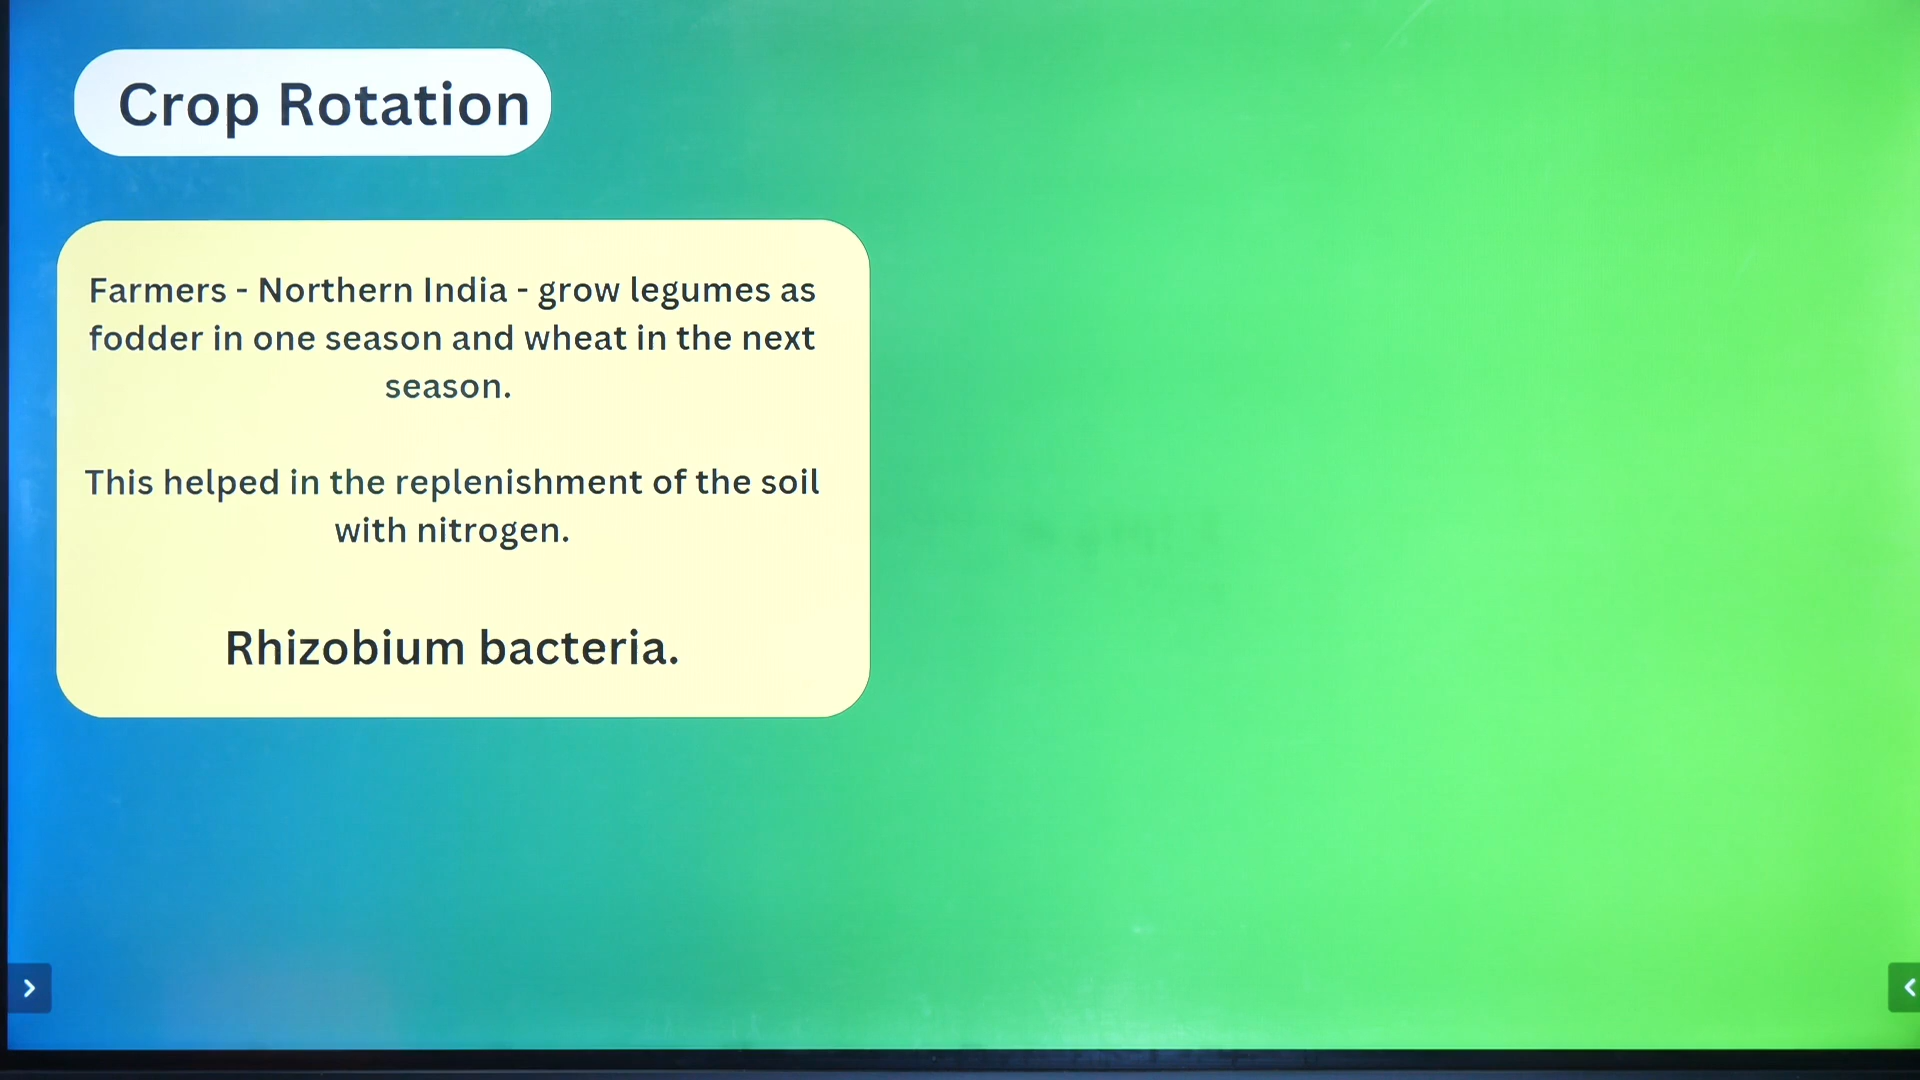 Crop Rotation
Farmers - Northern India - grow legumes as
fodder in one season and wheat in the next
season.
This helped in the replenishment of the soil
with nitrogen.
Rhizobium bacteria.